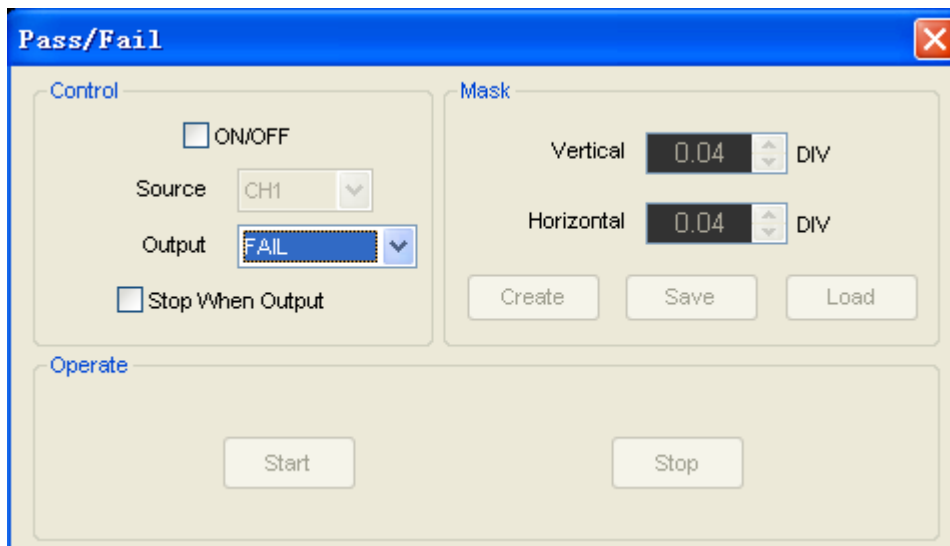 Pass/Fail
Control
ON/OFF
Source CH1
Output FAIL
Stop When Output
Mask
Vertical 0.04 DIV
Horizontal 0.04 DIV
Create Save Load
Operate
Start Stop